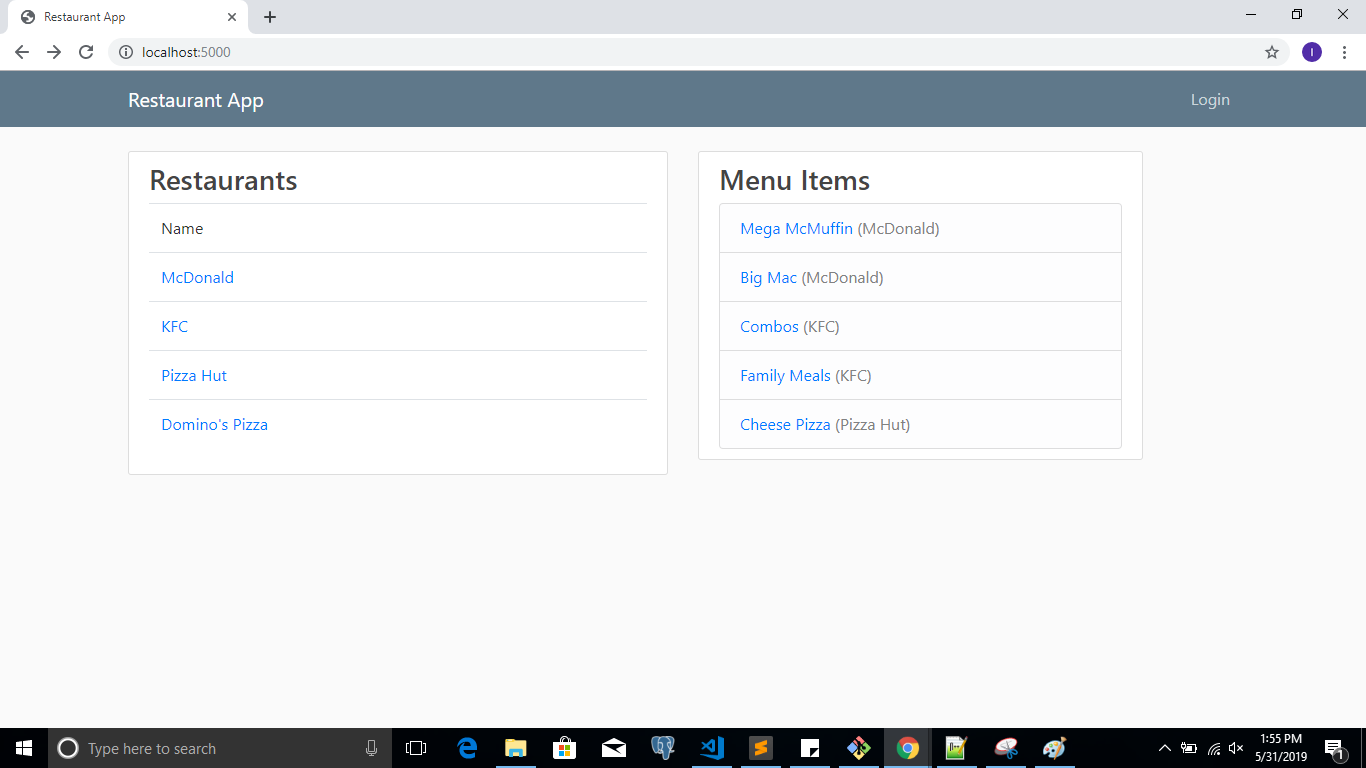 Restaurant App
localhost:5000
I
Restaurant App
Login
Restaurants
Name
McDonald
KFC
Pizza Hut
Domino's Pizza
Menu Items
Mega McMuffin (McDonald)
Big Mac (McDonald)
Combos (KFC)
Family Meals (KFC)
Cheese Pizza (Pizza Hut)
Type here to search
1:55 PM
5/31/2019
1